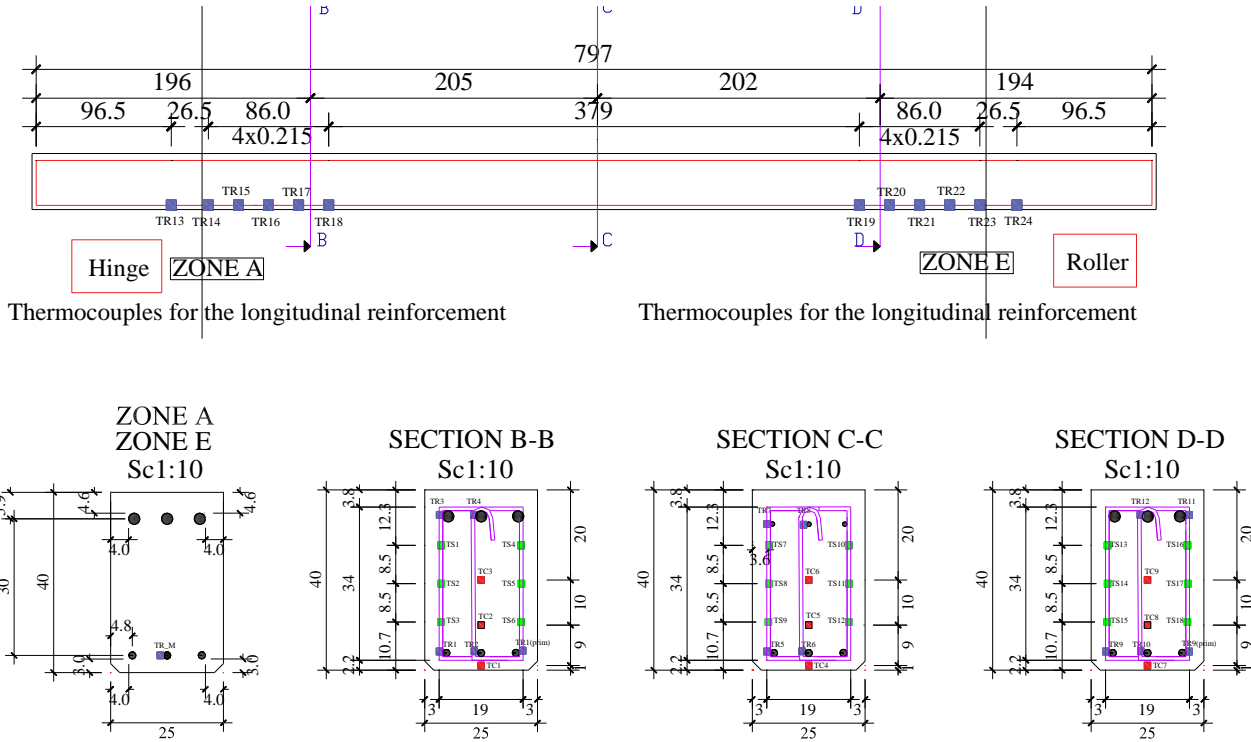 B C D
797
196 205 202 194
96.5 26.5 86.0 379 86.0 26.5 96.5
4x0.215 4x0.215
TR15 TR17 TR20 TR22
TR13 TR14 TR16 TR18 TR19 TR21 TR23 TR24
B C D
Hinge ZONE A ZONE E Roller
Thermocouples for the longitudinal reinforcement Thermocouples for the longitudinal reinforcement
ZONE A
ZONE E
Sc1:10
3.9
4.6
4.6
4.0 4.0
30
40
4.8
TR_M
3.0
3.0
4.0 4.0
25
SECTION B-B
Sc1:10
3.8
TR3 TR4
12.3
20
TS1 TS4
8.5
TC3
40
34
TS2 TS5
8.5
10
TC2
TS3 TS6
10.7
TR1 TR2 TR1(prim)
9
2.2
TC1
1
3 19 3
25
SECTION C-C
Sc1:10
3.8
12.3
20
TS7 TS10
3.6
8.5
TC6
40
34
TS8 TS11
8.5
10
TC5
TS9 TS12
10.7
TR5 TR6
9
2.2
TC4
1
3 19 3
25
SECTION D-D
Sc1:10
3.8
TR12 TR11
12.3
20
TS13 TS16
8.5
TC9
40
34
TS14 TS17
8.5
10
TC8
TS15 TS18
10.7
TR9 TR10 TR9(prim)
9
2.2
TC7
1
3 19 3
25